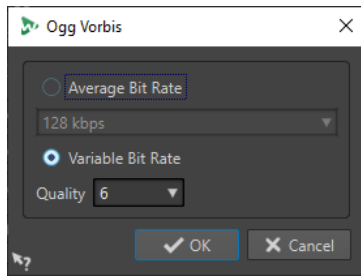 Ogg Vorbis
Average Bit Rate
128 kbps
Variable Bit Rate
Quality 6
OK Cancel
?